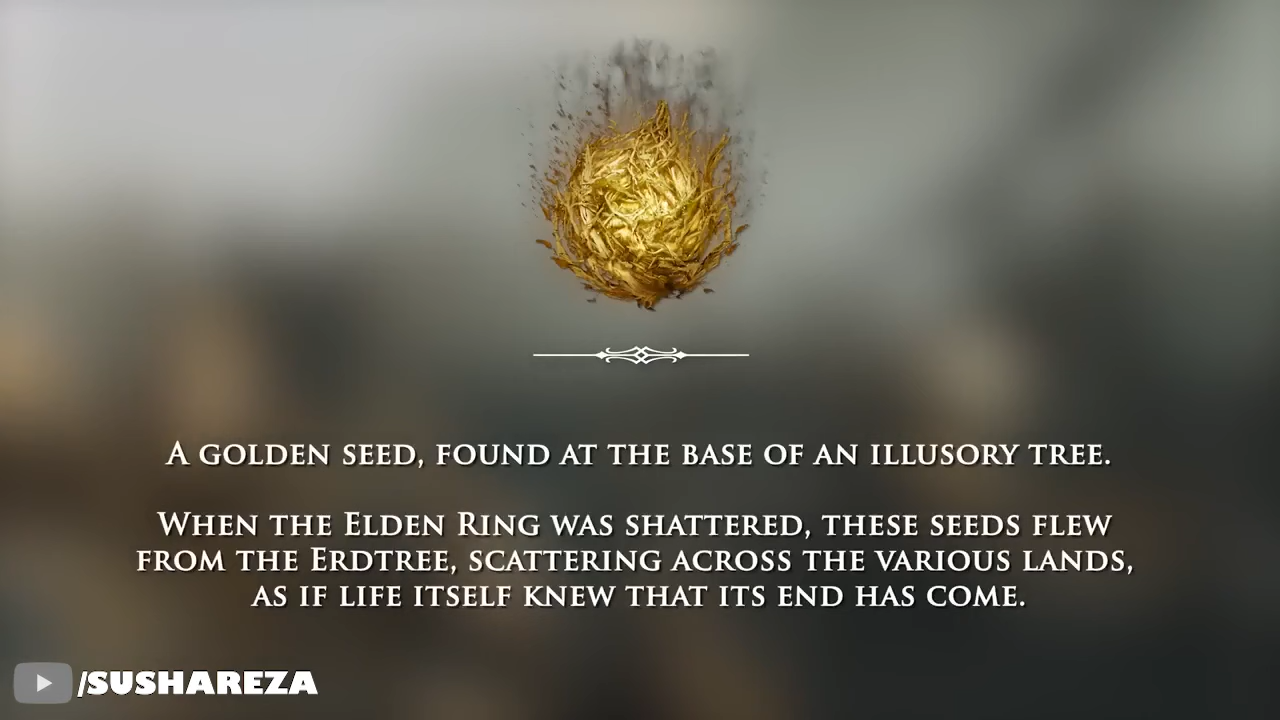 A golden seed, found at the base of an illusory tree.
When the Elden Ring was shattered, these seeds flew
from the Erdtree, scattering across the various lands,
as if life itself knew that its end has come.
/SUSHAREZA